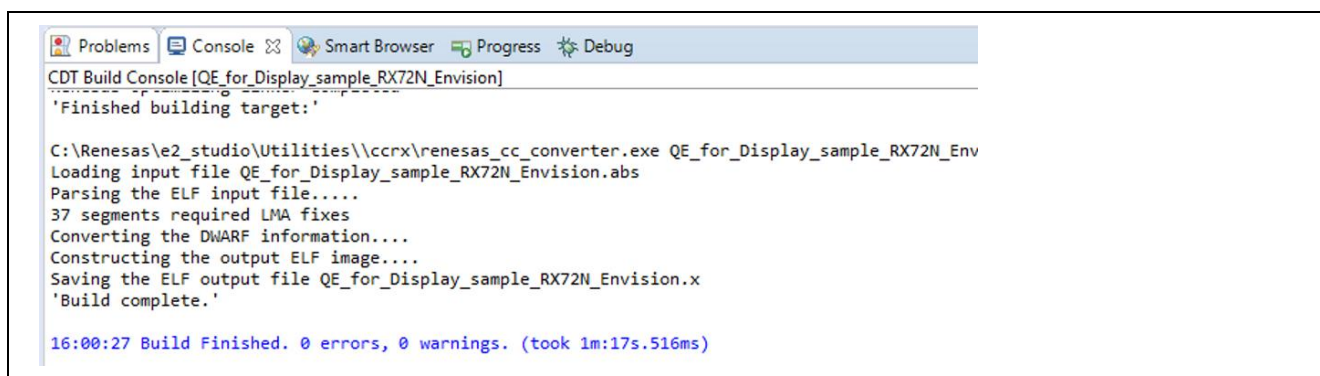 Problems Console Smart Browser Progress Debug
CDT Build Console [QE_for_Display_sample_RX72N_Envision]
'Finished building target:'
C:\Renesas\e2_studio\Utilities\\ccrx\renesas_cc_converter.exe QE_for_Display_sample_RX72N_Env
Loading input file QE_for_Display_sample_RX72N_Envision.abs
Parsing the ELF input file.....
37 segments required LMA fixes
Converting the DWARF information....
Constructing the output ELF image....
Saving the ELF output file QE_for_Display_sample_RX72N_Envision.x
'Build complete.'
16:00:27 Build Finished. 0 errors, 0 warnings. (took 1m:17s.516ms)